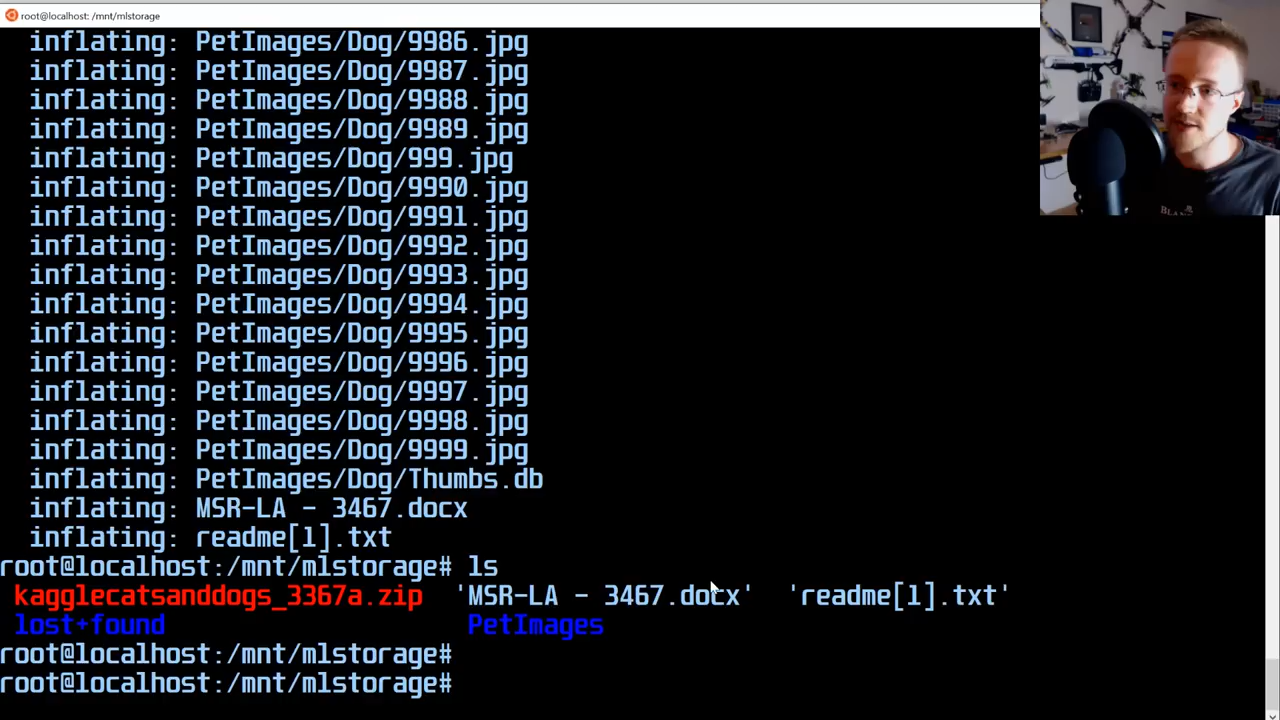 root@localhost: /mnt/mlstorage
inflating: PetImages/Dog/9986.jpg
inflating: PetImages/Dog/9987.jpg
inflating: PetImages/Dog/9988.jpg
inflating: PetImages/Dog/9989.jpg
inflating: PetImages/Dog/999.jpg
inflating: PetImages/Dog/9990.jpg
inflating: PetImages/Dog/9991.jpg
inflating: PetImages/Dog/9992.jpg
inflating: PetImages/Dog/9993.jpg
inflating: PetImages/Dog/9994.jpg
inflating: PetImages/Dog/9995.jpg
inflating: PetImages/Dog/9996.jpg
inflating: PetImages/Dog/9997.jpg
inflating: PetImages/Dog/9998.jpg
inflating: PetImages/Dog/9999.jpg
inflating: PetImages/Dog/Thumbs.db
inflating: MSR-LA - 3467.docx
inflating: readme[1].txt
root@localhost:/mnt/mlstorage# ls
kagglecatsanddogs_3367a.zip 'MSR-LA - 3467.docx' 'readme[1].txt'
lost+found PetImages
root@localhost:/mnt/mlstorage#
root@localhost:/mnt/mlstorage#